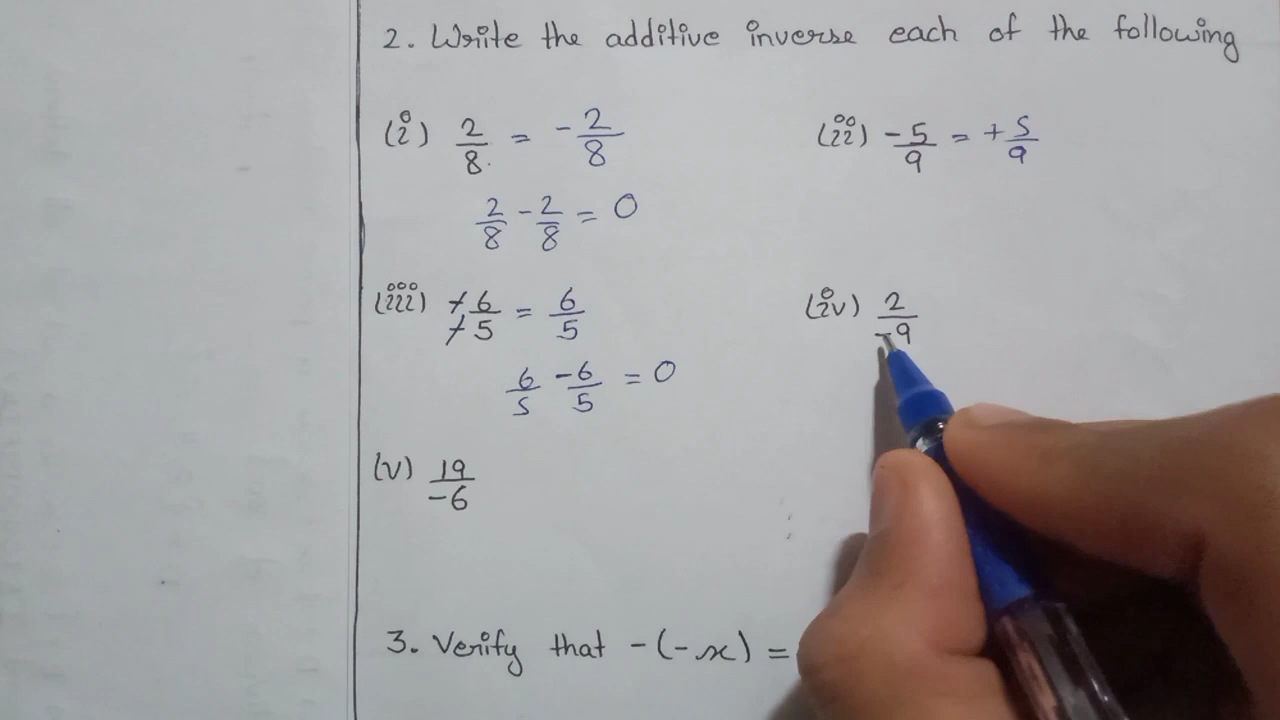 2. Write the additive inverse each of the following
(i) 2/8 = -2/8
(ii) -5/9 = +5/9
2/8 - 2/8 = 0
(iii) -6/-5 = 6/5
(iv) 2/-9
6/5 -6/5 = 0
(v) 19/-6
3. Verify that -(-x) =